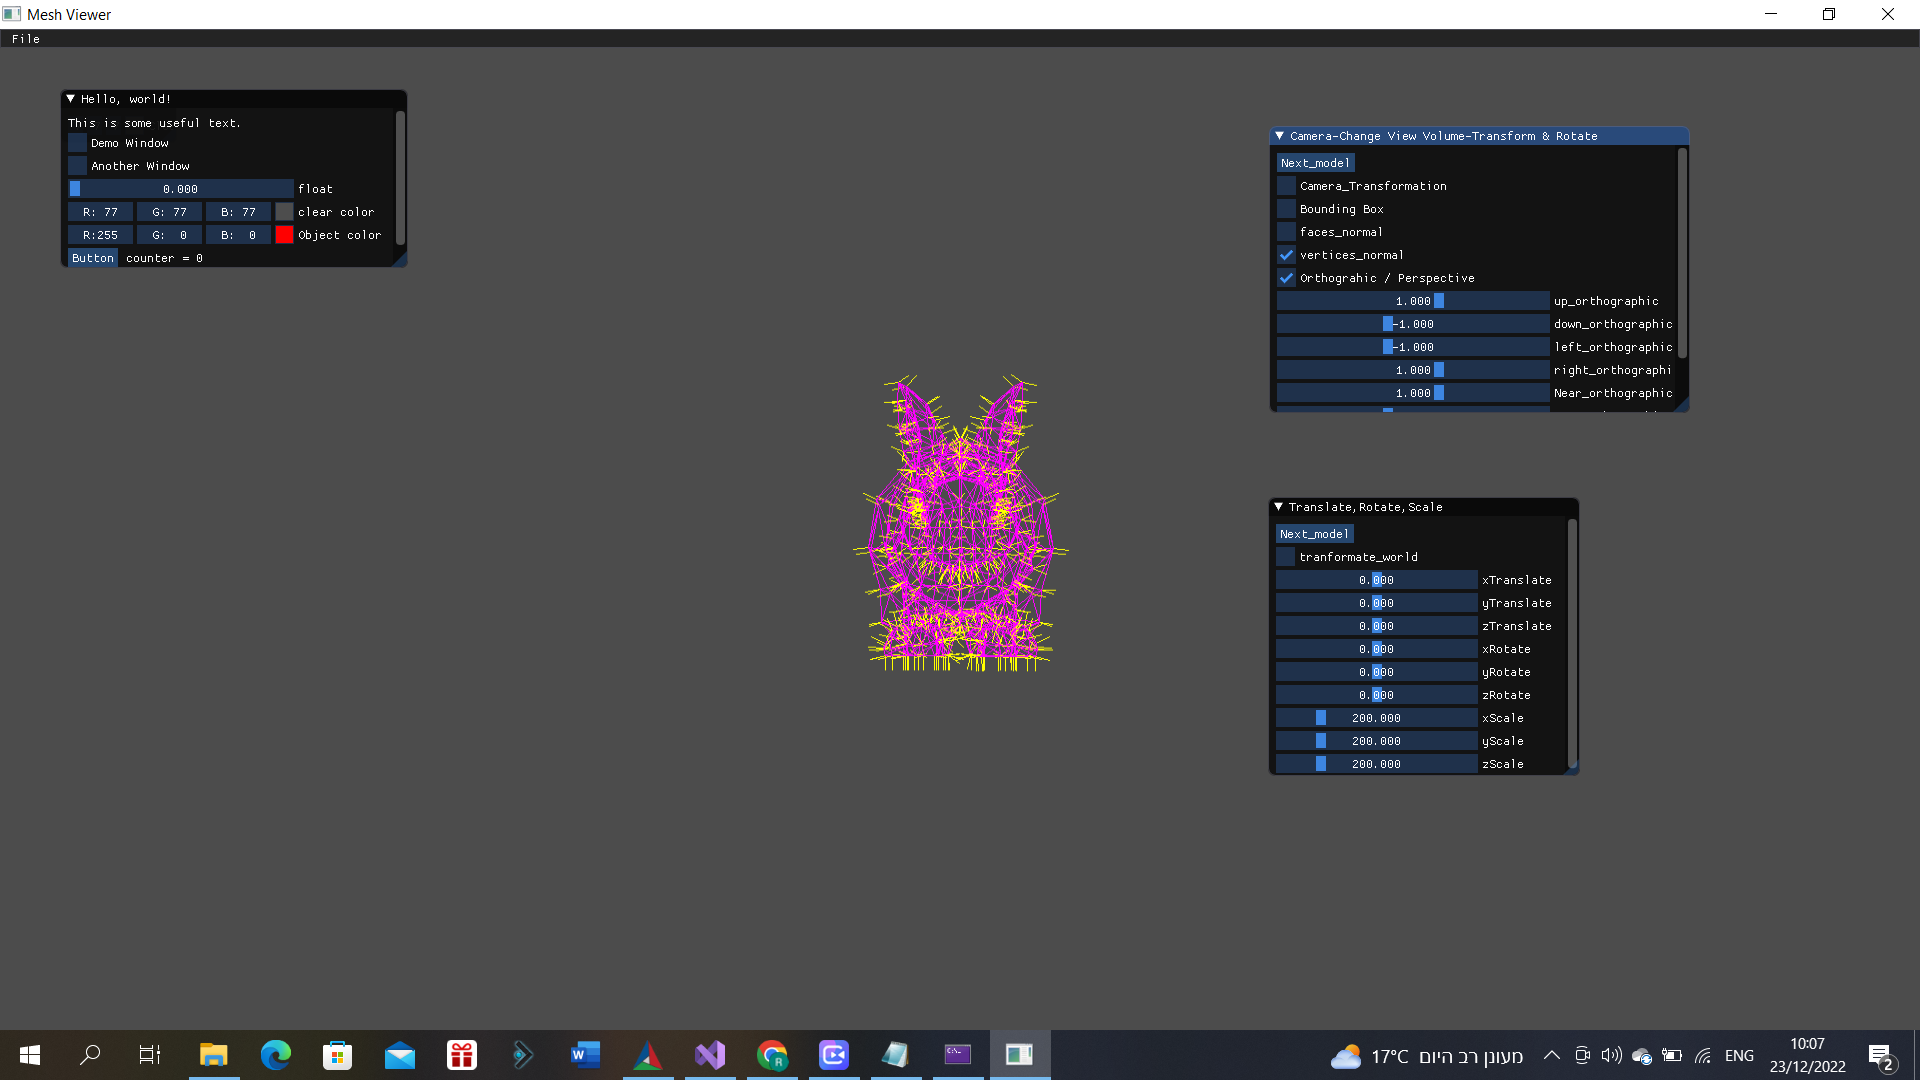 Mesh Viewer
File
Hello, world!
This is some useful text.
Demo Window
Another Window
0.000 float
R: 77 G: 77 B: 77 clear color
R:255 G: 0 B: 0 Object color
Button counter = 0
Camera-Change View Volume-Transform & Rotate
Next_model
Camera_Transformation
Bounding Box
faces_normal
vertices_normal
Orthograhic / Perspective
1.000 up_orthographic
-1.000 down_orthographic
-1.000 left_orthographic
1.000 right_orthographi
1.000 Near_orthographic
Translate,Rotate,Scale
Next_model
tranformate_world
0.000 xTranslate
0.000 yTranslate
0.000 zTranslate
0.000 xRotate
0.000 yRotate
0.000 zRotate
200.000 xScale
200.000 yScale
200.000 zScale
17°C מעונן רב היום
ENG
10:07
23/12/2022
2